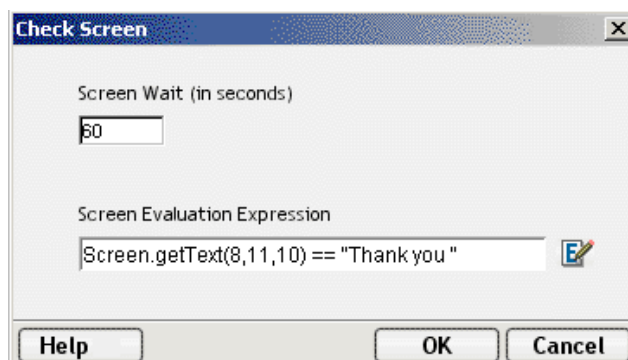 Check Screen
Screen Wait (in seconds)
60
Screen Evaluation Expression
Screen.getText(8,11,10) == "Thank you "
E
Help
OK
Cancel